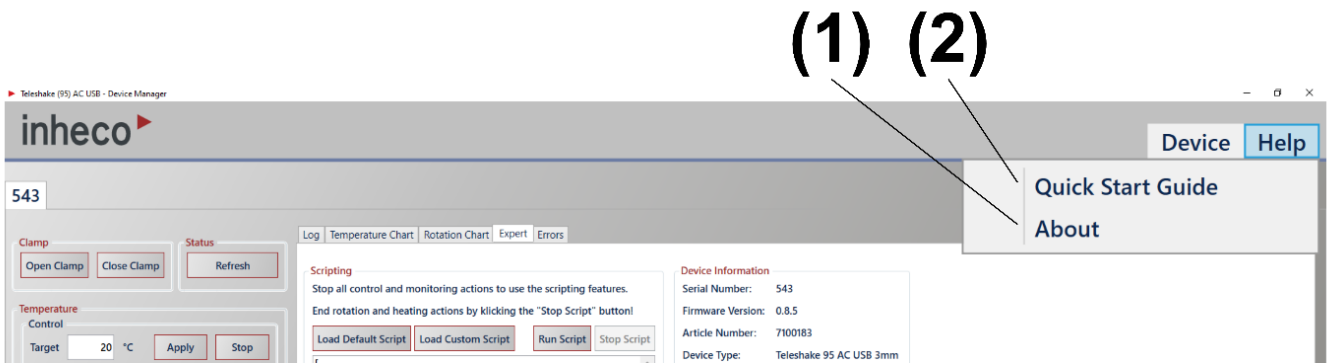 (1) (2)
Teleshake (95) AC USB - Device Manager
inheco
Device Help
Quick Start Guide
About
543
Log Temperature Chart Rotation Chart Expert Errors
Clamp
Open Clamp Close Clamp
Status
Refresh
Temperature
Control
Target 20 °C Apply Stop
Scripting
Stop all control and monitoring actions to use the scripting features.
End rotation and heating actions by klicking the "Stop Script" button!
Load Default Script Load Custom Script Run Script Stop Script
Device Information
Serial Number: 543
Firmware Version: 0.8.5
Article Number: 7100183
Device Type: Teleshake 95 AC USB 3mm